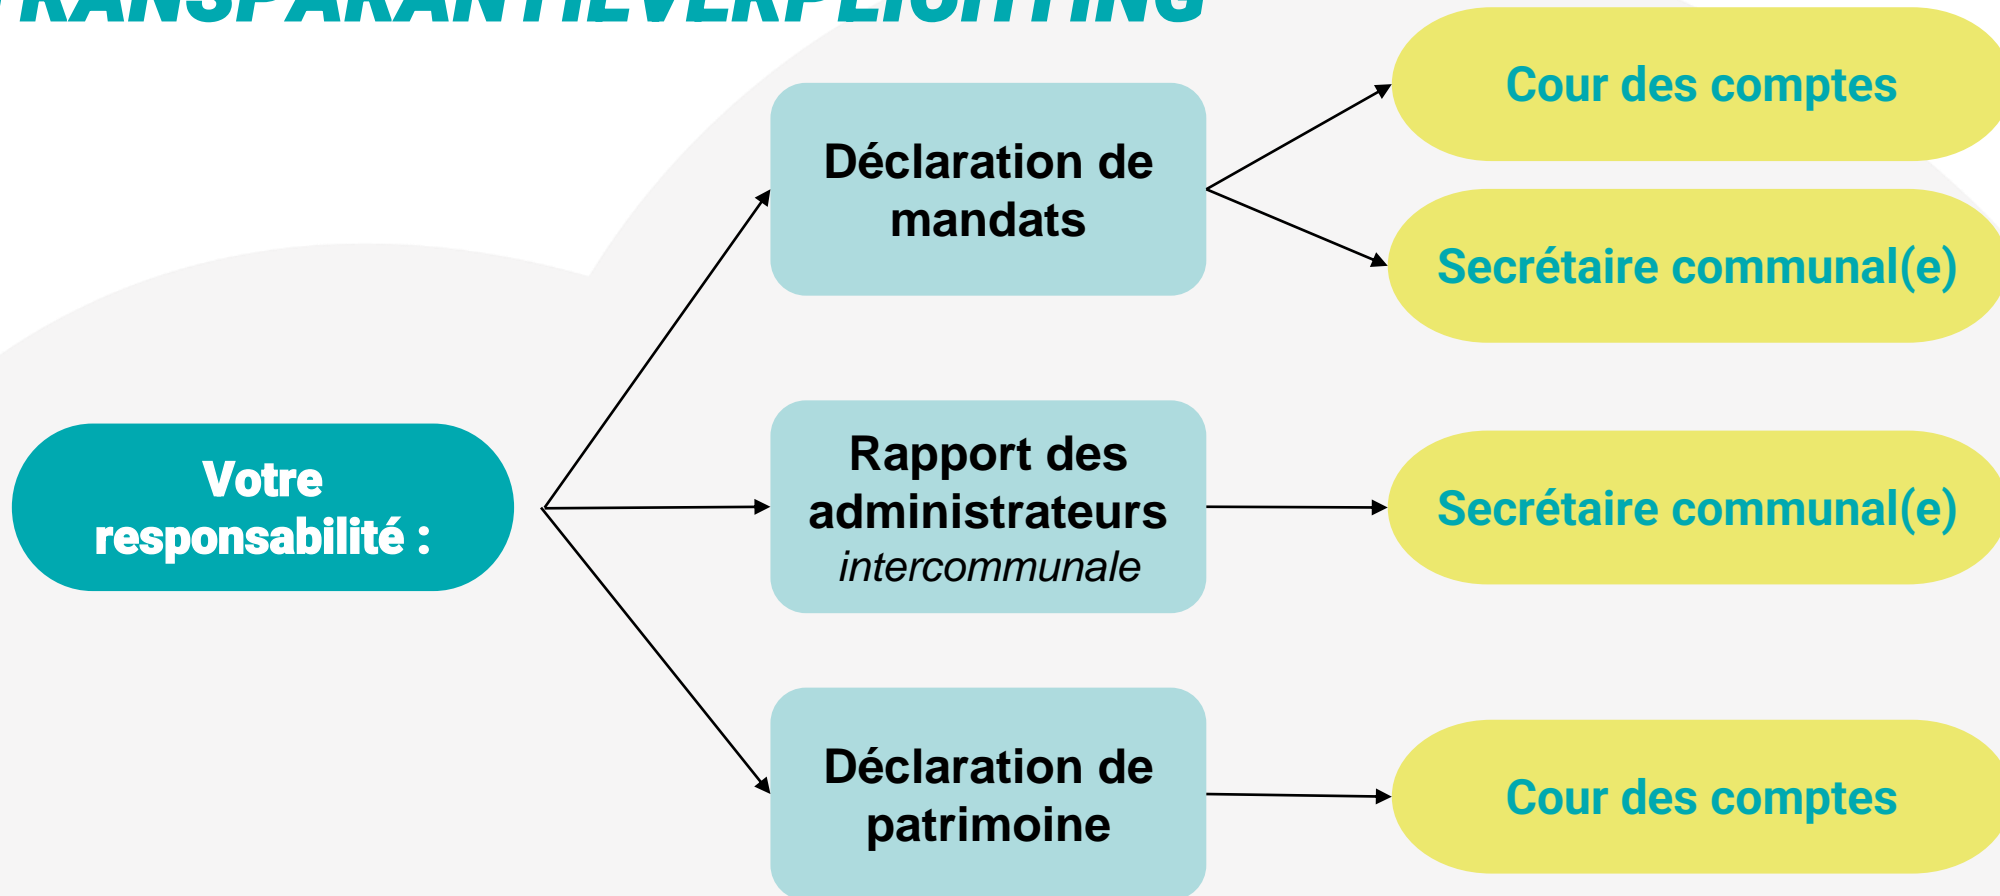 TRANSPARANTIEVERPLICHTING
Cour des comptes
Déclaration de
mandats
Secrétaire communal(e)
Votre
responsabilité :
Rapport des
administrateurs
intercommunale
Secrétaire communal(e)
Déclaration de
patrimoine
Cour des comptes